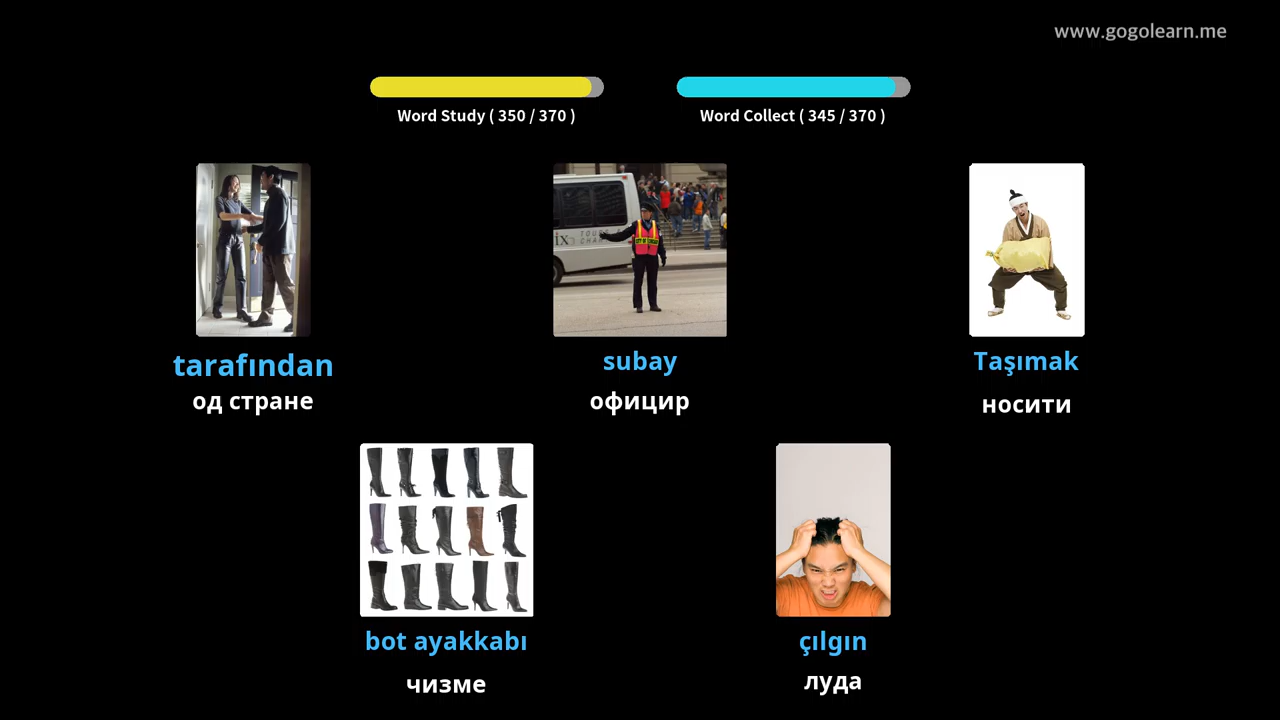 www.gogolearn.me
Word Study ( 350 / 370 )
Word Collect ( 345 / 370 )
tarafından
од стране
subay
официр
Taşımak
носити
bot ayakkabı
чизме
çılgın
луда